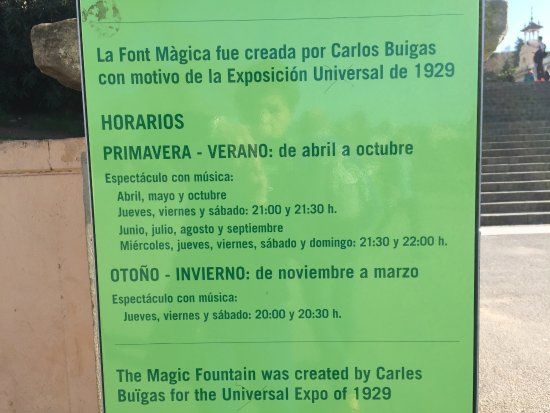 La Font Màgica fue creada por Carlos Buigas
con motivo de la Exposición Universal de 1929
HORARIOS
PRIMAVERA - VERANO: de abril a octubre
Espectáculo con música:
Abril, mayo y octubre
Jueves, viernes y sábado: 21:00 y 21:30 h.
Junio, julio, agosto y septiembre
Miércoles, jueves, viernes, sábado y domingo: 21:30 y 22:00 h.
OTOÑO - INVIERNO: de noviembre a marzo
Espectáculo con música:
Jueves, viernes y sábado: 20:00 y 20:30 h.
The Magic Fountain was created by Carles
Buïgas for the Universal Expo of 1929